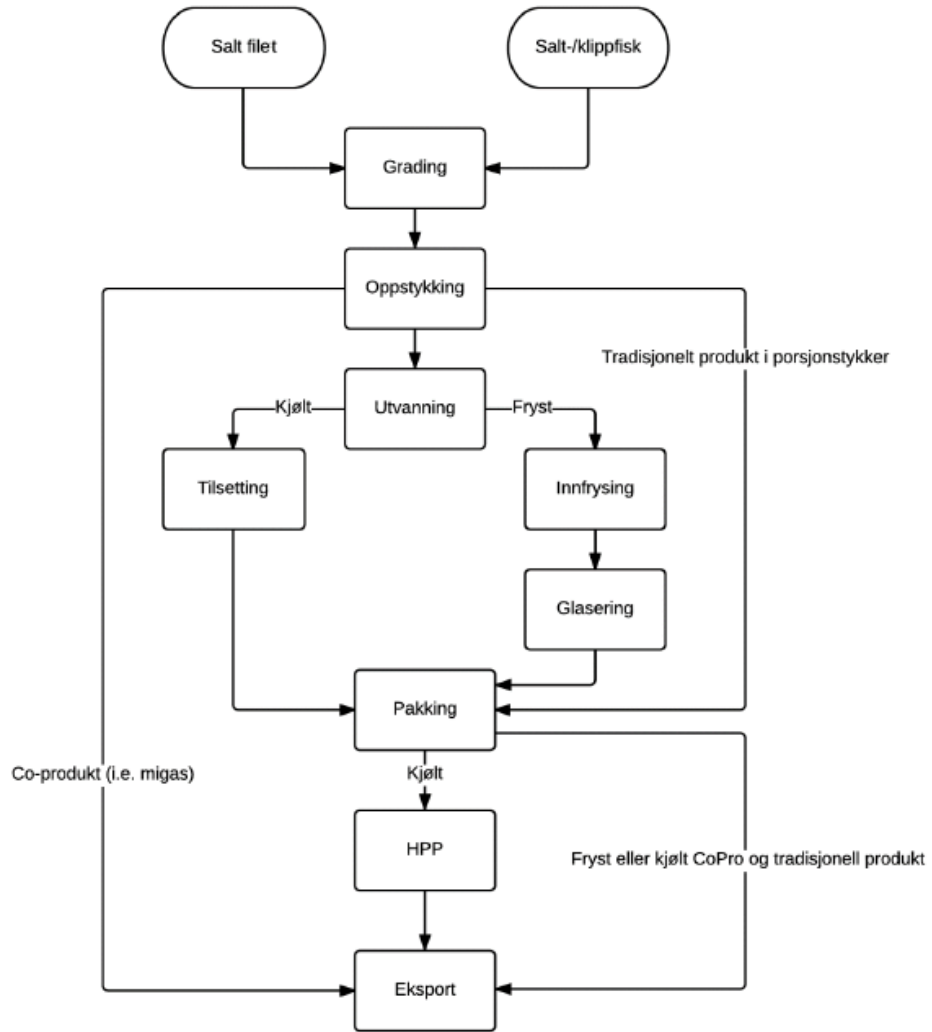 Salt filet
Salt-/klippfisk
Grading
Oppstykking
Tradisjonelt produkt i porsjonstykker
Kjølt
Utvanning
Fryst
Tilsetting
Innfrysing
Glasering
Pakking
Co-produkt (i.e. migas)
Kjølt
HPP
Fryst eller kjølt CoPro og tradisjonell produkt
Eksport